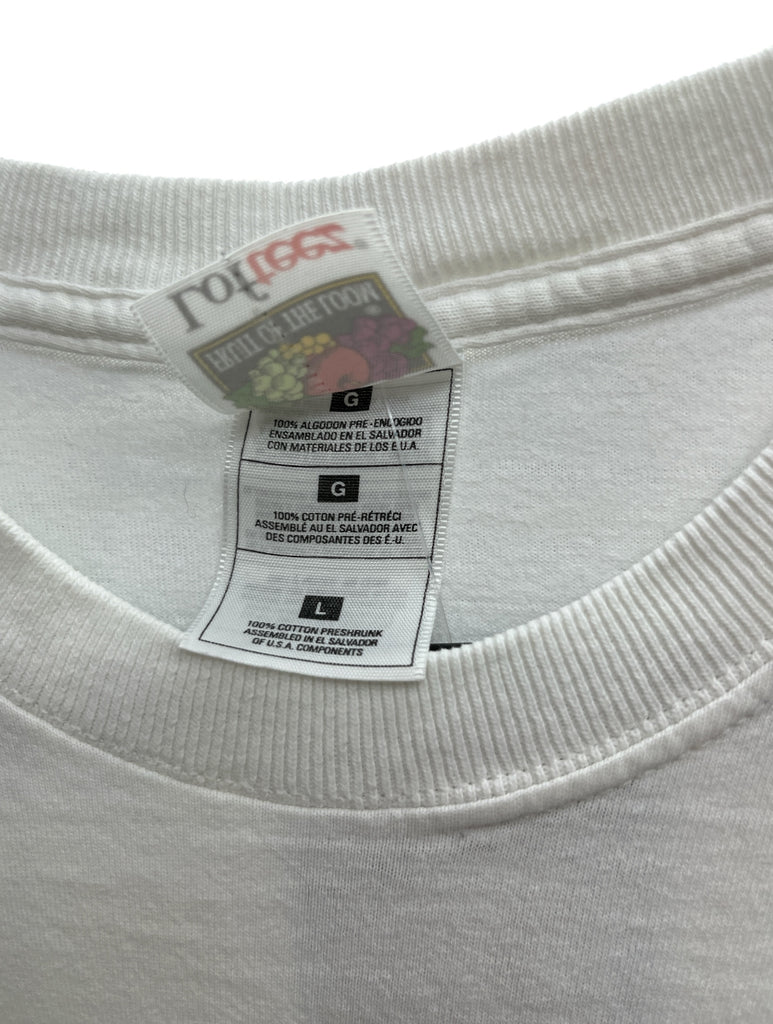 Lofteez
FRUIT OF THE LOOM
®
G
100% ALGODON PRE-ENCOGIDO
ENSAMBLADO EN EL SALVADOR
CON MATERIALES DE LOS E.U.A.
G
100% COTON PRÉ-RÉTRÉCI
ASSEMBLÉ AU EL SALVADOR AVEC
DES COMPOSANTES DES É-U.
L
100% COTTON PRESHRUNK
ASSEMBLED IN EL SALVADOR
OF U.S.A. COMPONENTS